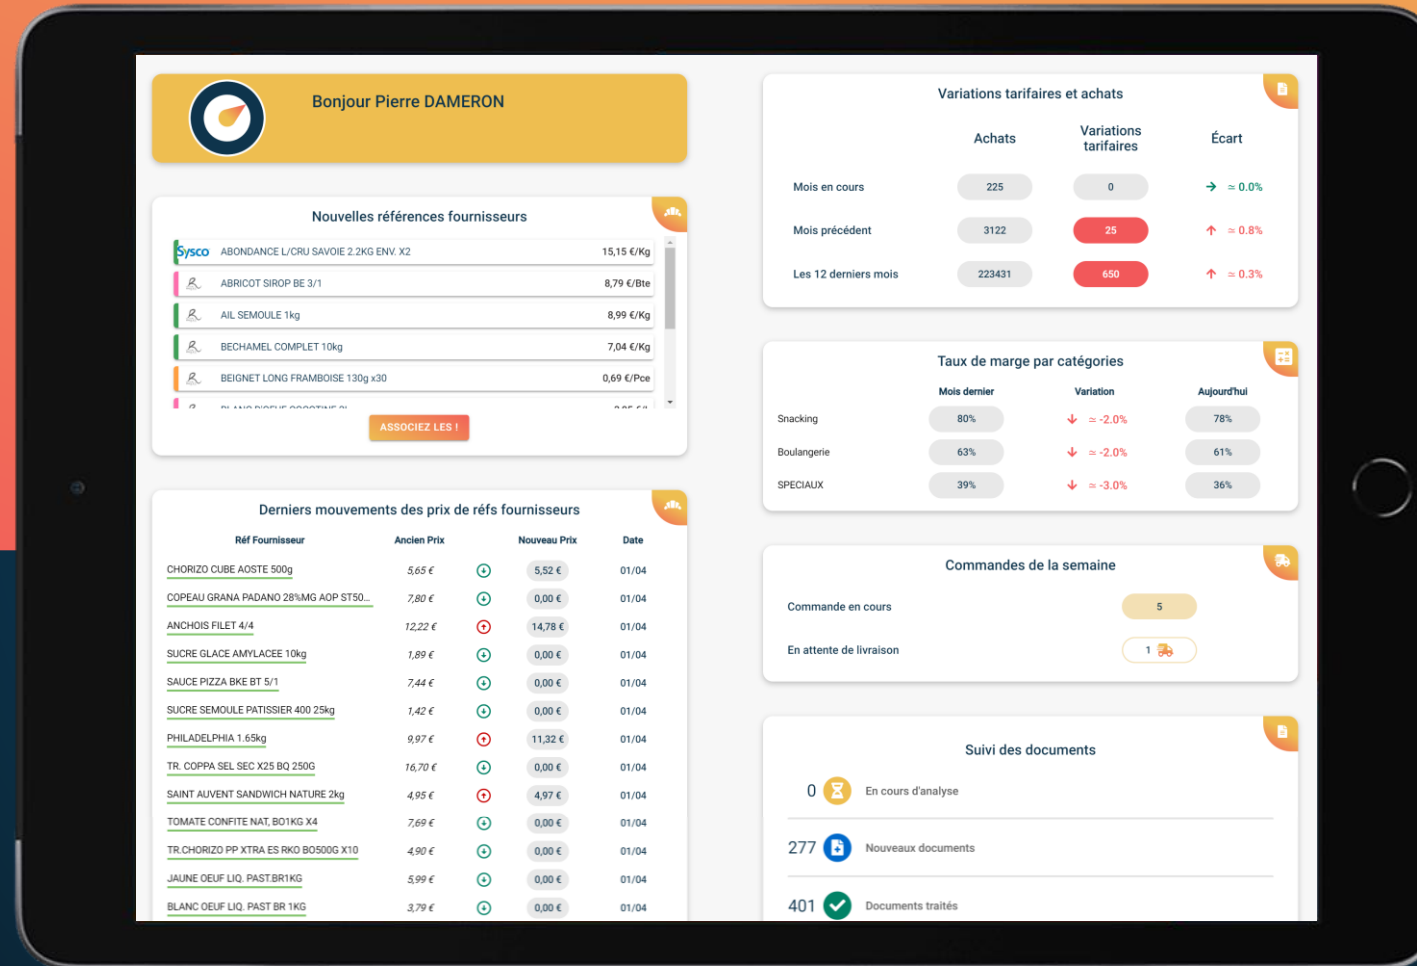 Bonjour Pierre DAMERON
Nouvelles références fournisseurs
Sysco ABONDANCE L/CRU SAVOIE 2.2KG ENV. X2 15,15 €/Kg
ABRICOT SIROP BE 3/1 8,79 €/Bte
AIL SEMOULE 1kg 8,99 €/Kg
BECHAMEL COMPLET 10kg 7,04 €/Kg
BEIGNET LONG FRAMBOISE 130g x30 0,69 €/Pce
ASSOCIEZ LES !
Derniers mouvements des prix de réfs fournisseurs
Réf Fournisseur Ancien Prix Nouveau Prix Date
CHORIZO CUBE AOSTE 500g 5,65 € 5,52 € 01/04
COPEAU GRANA PADANO 28%MG AOP ST50... 7,80 € 0,00 € 01/04
ANCHOIS FILET 4/4 12,22 € 14,78 € 01/04
SUCRE GLACE AMYLACEE 10kg 1,89 € 0,00 € 01/04
SAUCE PIZZA BKE BT 5/1 7,44 € 0,00 € 01/04
SUCRE SEMOULE PATISSIER 400 25kg 1,42 € 0,00 € 01/04
PHILADELPHIA 1.65kg 9,97 € 11,32 € 01/04
TR. COPPA SEL SEC X25 BQ 250G 16,70 € 0,00 € 01/04
SAINT AUVENT SANDWICH NATURE 2kg 4,95 € 4,97 € 01/04
TOMATE CONFITE NAT, BO1KG X4 7,69 € 0,00 € 01/04
TR.CHORIZO PP XTRA ES RKO BO500G X10 4,90 € 0,00 € 01/04
JAUNE OEUF LIQ. PAST.BR1KG 5,99 € 0,00 € 01/04
BLANC OEUF LIQ. PAST BR 1KG 3,79 € 0,00 € 01/04
Variations tarifaires et achats
Achats Variations tarifaires Écart
Mois en cours 225 0 ≃ 0.0%
Mois précédent 3122 25 ≃ 0.8%
Les 12 derniers mois 223431 650 ≃ 0.3%
Taux de marge par catégories
Mois dernier Variation Aujourd'hui
Snacking 80% ≃ -2.0% 78%
Boulangerie 63% ≃ -2.0% 61%
SPECIAUX 39% ≃ -3.0% 36%
Commandes de la semaine
Commande en cours 5
En attente de livraison 1
Suivi des documents
0 En cours d'analyse
277 Nouveaux documents
401 Documents traités